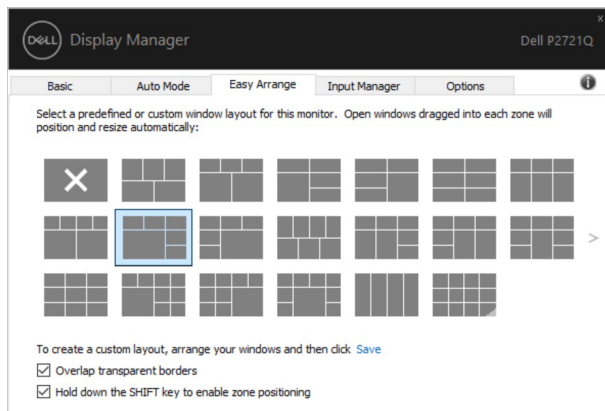 x
DELL Display Manager Dell P2721Q
Basic Auto Mode Easy Arrange Input Manager Options i
Select a predefined or custom window layout for this monitor. Open windows dragged into each zone will
position and resize automatically:
>
To create a custom layout, arrange your windows and then click Save
Overlap transparent borders
Hold down the SHIFT key to enable zone positioning